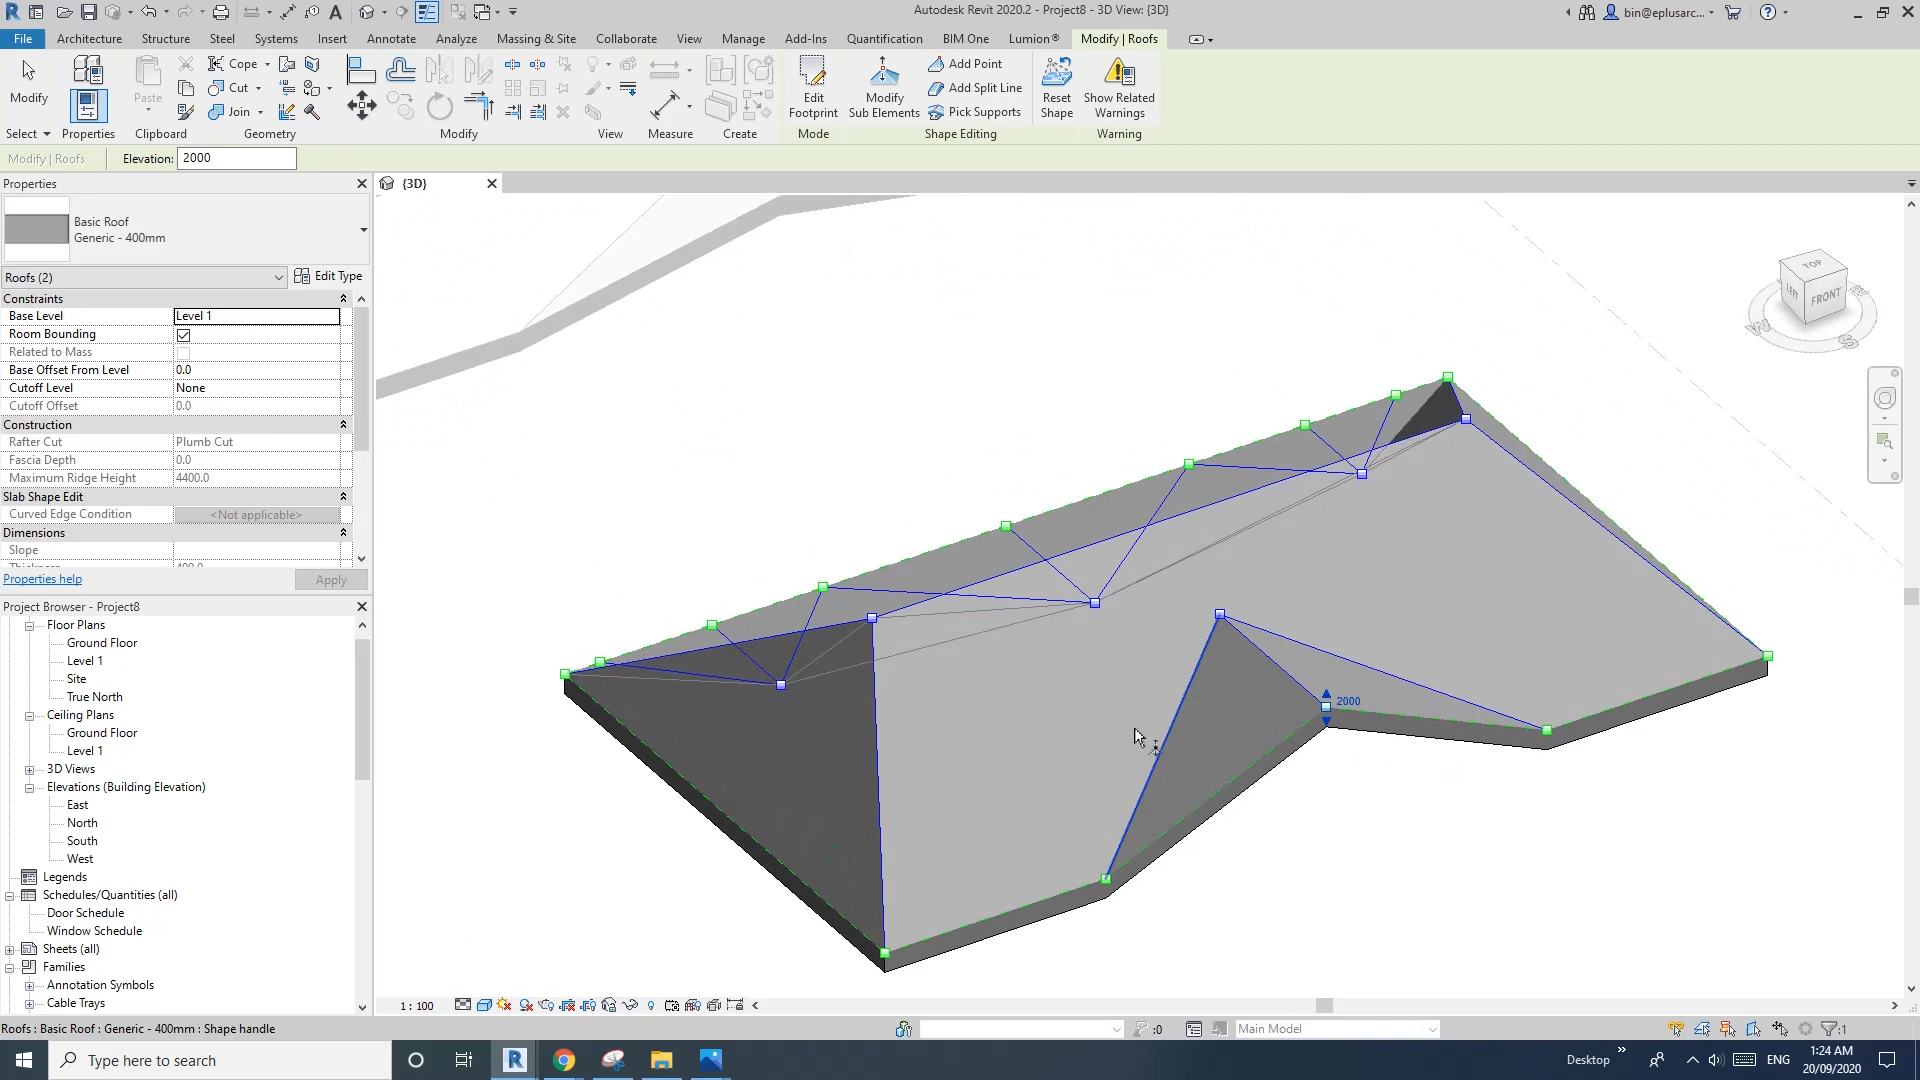 Autodesk Revit 2020.2 - Project8 - 3D View: {3D}
bin@eplusarc...
File Architecture Structure Steel Systems Insert Annotate Analyze Massing & Site Collaborate View Manage Add-Ins Quantification BIM One Lumion® Modify | Roofs
Modify
Select
Properties
Paste
Clipboard
Cope
Cut
Join
Geometry
Modify
View
Measure
Create
Edit
Footprint
Mode
Modify
Sub Elements
Add Point
Add Split Line
Pick Supports
Shape Editing
Reset
Shape
Show Related
Warnings
Warning
Modify | Roofs Elevation: 2000
Properties
{3D}
Basic Roof
Generic - 400mm
Roofs (2) Edit Type
Constraints
Base Level Level 1
Room Bounding
Related to Mass
Base Offset From Level 0.0
Cutoff Level None
Cutoff Offset 0.0
Construction
Rafter Cut Plumb Cut
Fascia Depth 0.0
Maximum Ridge Height 4400.0
Slab Shape Edit
Curved Edge Condition <Not applicable>
Dimensions
Slope
Thickness 400.0
Properties help Apply
Project Browser - Project8
Floor Plans
Ground Floor
Level 1
Site
True North
Ceiling Plans
Ground Floor
Level 1
3D Views
Elevations (Building Elevation)
East
North
South
West
Legends
Schedules/Quantities (all)
Door Schedule
Window Schedule
Sheets (all)
Families
Annotation Symbols
Cable Trays
TOP
LEFT
FRONT
W
S
E
2000
1 : 100
Roofs : Basic Roof : Generic - 400mm : Shape handle
:0
Main Model
:1
Type here to search
Desktop
ENG
1:24 AM
20/09/2020